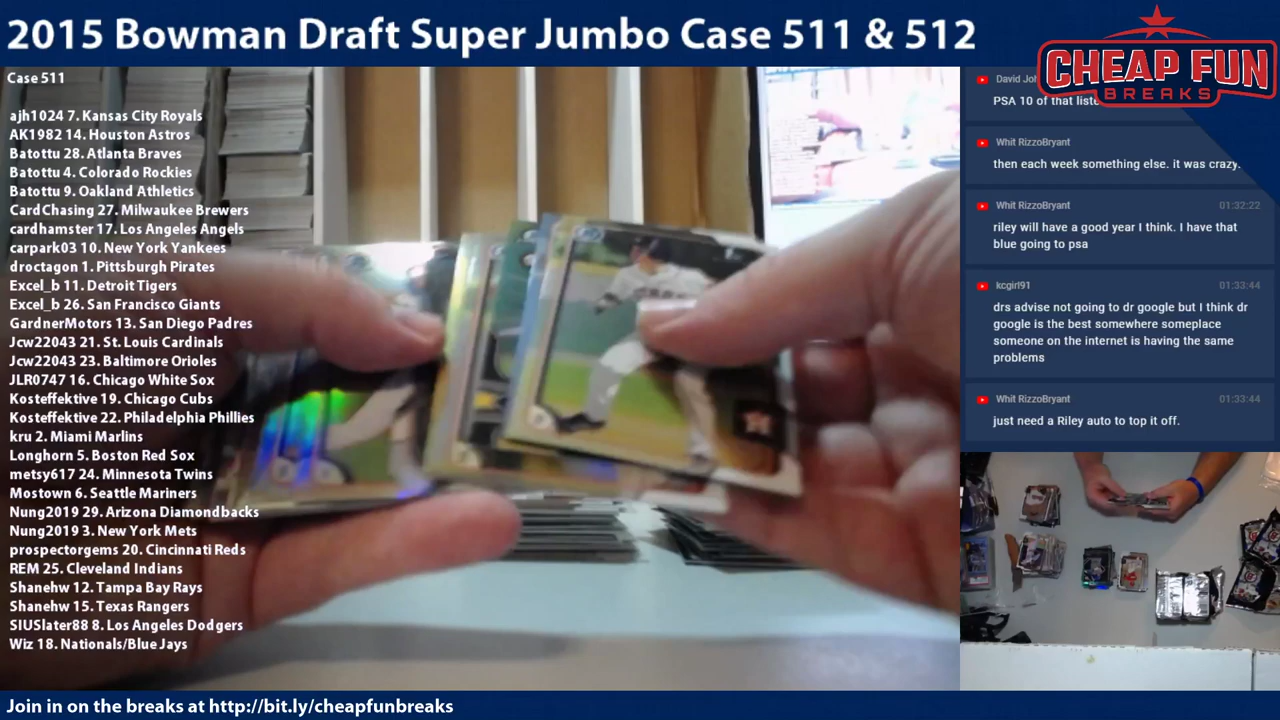 2015 Bowman Draft Super Jumbo Case 511 & 512
CHEAP FUN
BREAKS
Case 511
ajh1024 7. Kansas City Royals
AK1982 14. Houston Astros
Batottu 28. Atlanta Braves
Batottu 4. Colorado Rockies
Batottu 9. Oakland Athletics
CardChasing 27. Milwaukee Brewers
cardhamster 17. Los Angeles Angels
carpark03 10. New York Yankees
droctagon 1. Pittsburgh Pirates
Excel_b 11. Detroit Tigers
Excel_b 26. San Francisco Giants
GardnerMotors 13. San Diego Padres
Jcw22043 21. St. Louis Cardinals
Jcw22043 23. Baltimore Orioles
JLR0747 16. Chicago White Sox
Kosteffektive 19. Chicago Cubs
Kosteffektive 22. Philadelphia Phillies
kru 2. Miami Marlins
Longhorn 5. Boston Red Sox
metsy617 24. Minnesota Twins
Mostown 6. Seattle Mariners
Nung2019 29. Arizona Diamondbacks
Nung2019 3. New York Mets
prospectorgems 20. Cincinnati Reds
REM 25. Cleveland Indians
Shanehw 12. Tampa Bay Rays
Shanehw 15. Texas Rangers
SIUSlater88 8. Los Angeles Dodgers
Wiz 18. Nationals/Blue Jays
David
PSA 10 of that
Whit RizzoBryant
then each week something else. it was crazy.
Whit RizzoBryant 01:32:22
riley will have a good year I think. I have that
blue going to psa
kcgirl91 01:33:44
drs advise not going to dr google but I think dr
google is the best somewhere someplace
someone on the internet is having the same
problems
Whit RizzoBryant 01:33:44
just need a Riley auto to top it off.
Join in on the breaks at http://bit.ly/cheapfunbreaks